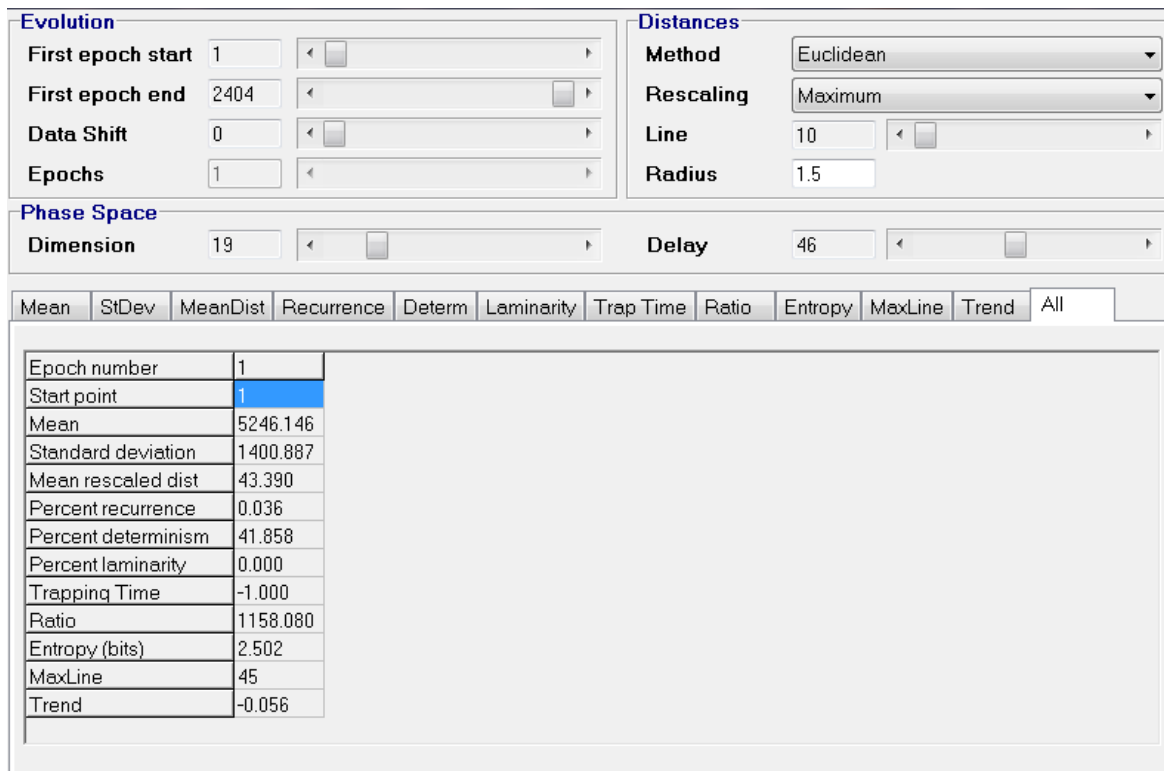 Evolution
First epoch start 1
First epoch end 2404
Data Shift 0
Epochs 1
Distances
Method Euclidean
Rescaling Maximum
Line 10
Radius 1.5
Phase Space
Dimension 19 Delay 46
Mean StDev MeanDist Recurrence Determ Laminarity Trap Time Ratio Entropy MaxLine Trend All
Epoch number 1
Start point 1
Mean 5246.146
Standard deviation 1400.887
Mean rescaled dist 43.390
Percent recurrence 0.036
Percent determinism 41.858
Percent laminarity 0.000
Trapping Time -1.000
Ratio 1158.080
Entropy (bits) 2.502
MaxLine 45
Trend -0.056